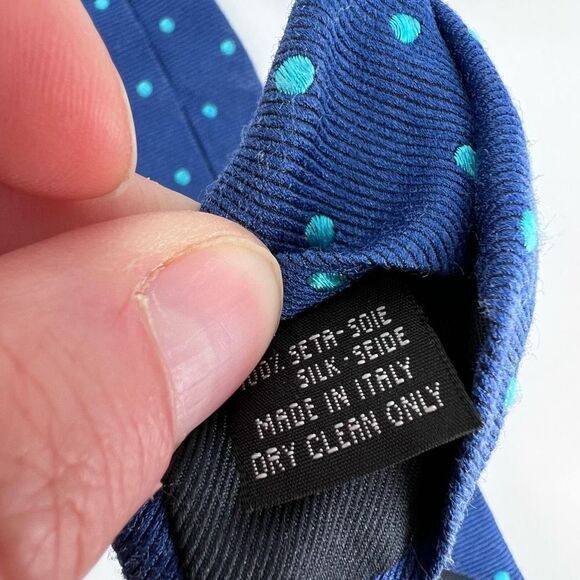 100% SETA-SOIE
SILK-SEIDE
MADE IN ITALY
DRY CLEAN ONLY